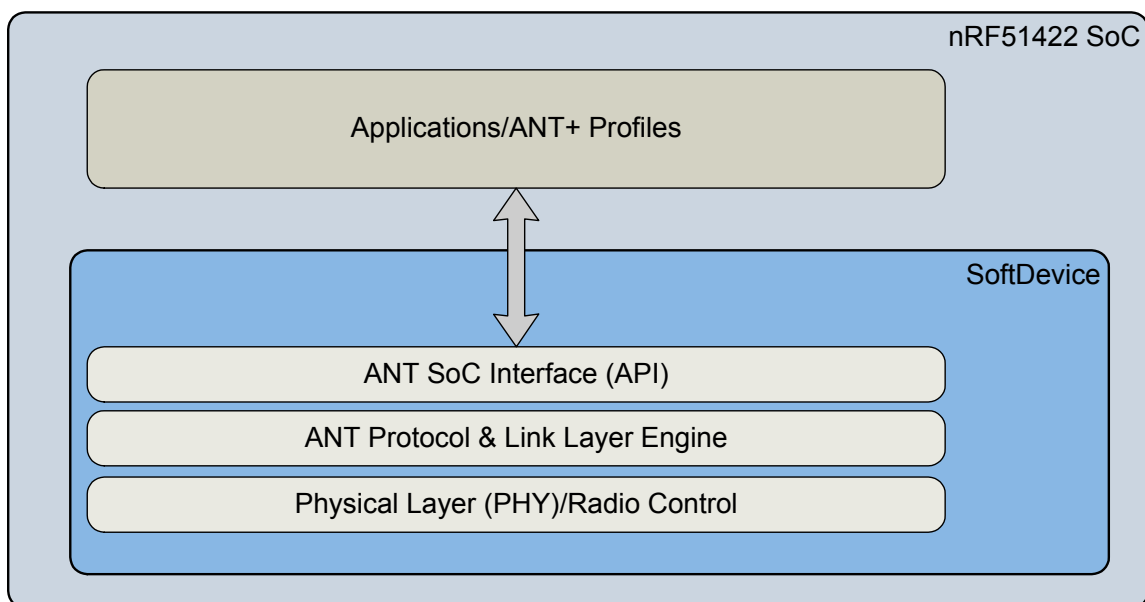 nRF51422 SoC
Applications/ANT+ Profiles
SoftDevice
ANT SoC Interface (API)
ANT Protocol & Link Layer Engine
Physical Layer (PHY)/Radio Control